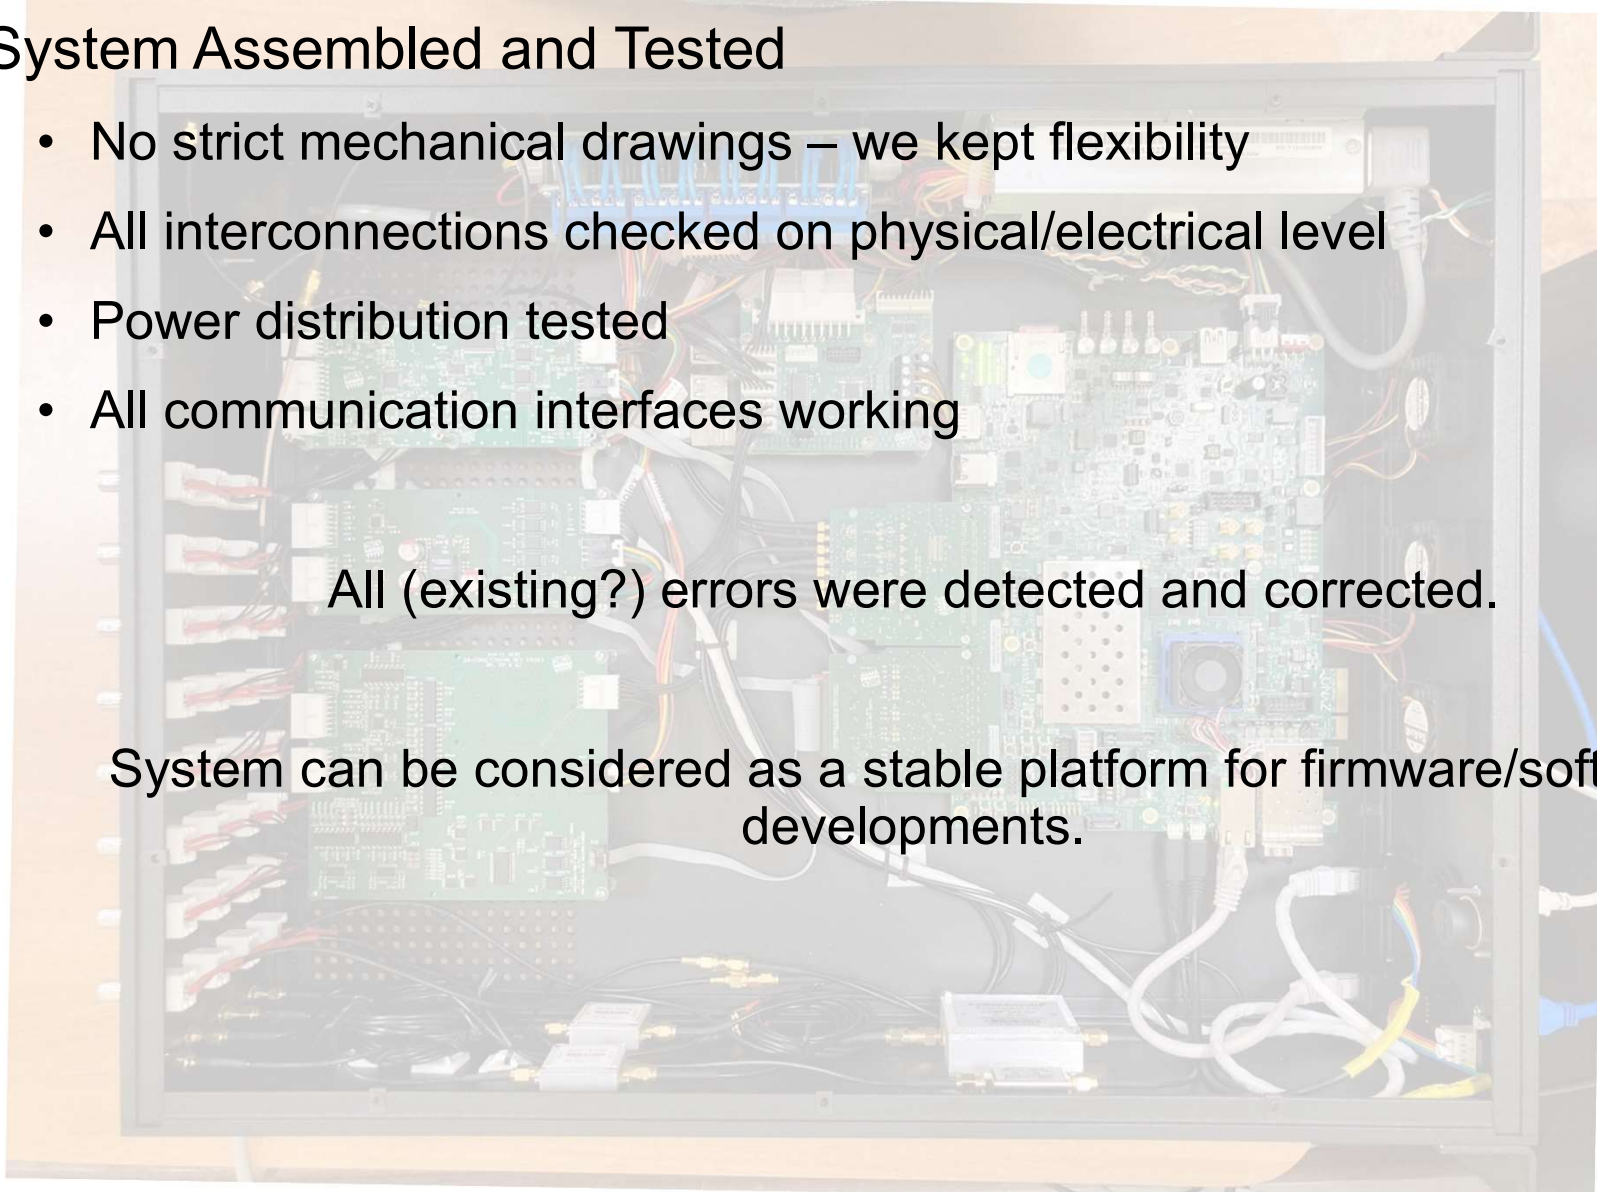 System Assembled and Tested
• No strict mechanical drawings – we kept flexibility
• All interconnections checked on physical/electrical level
• Power distribution tested
• All communication interfaces working
All (existing?) errors were detected and corrected.
System can be considered as a stable platform for firmware/soft
developments.